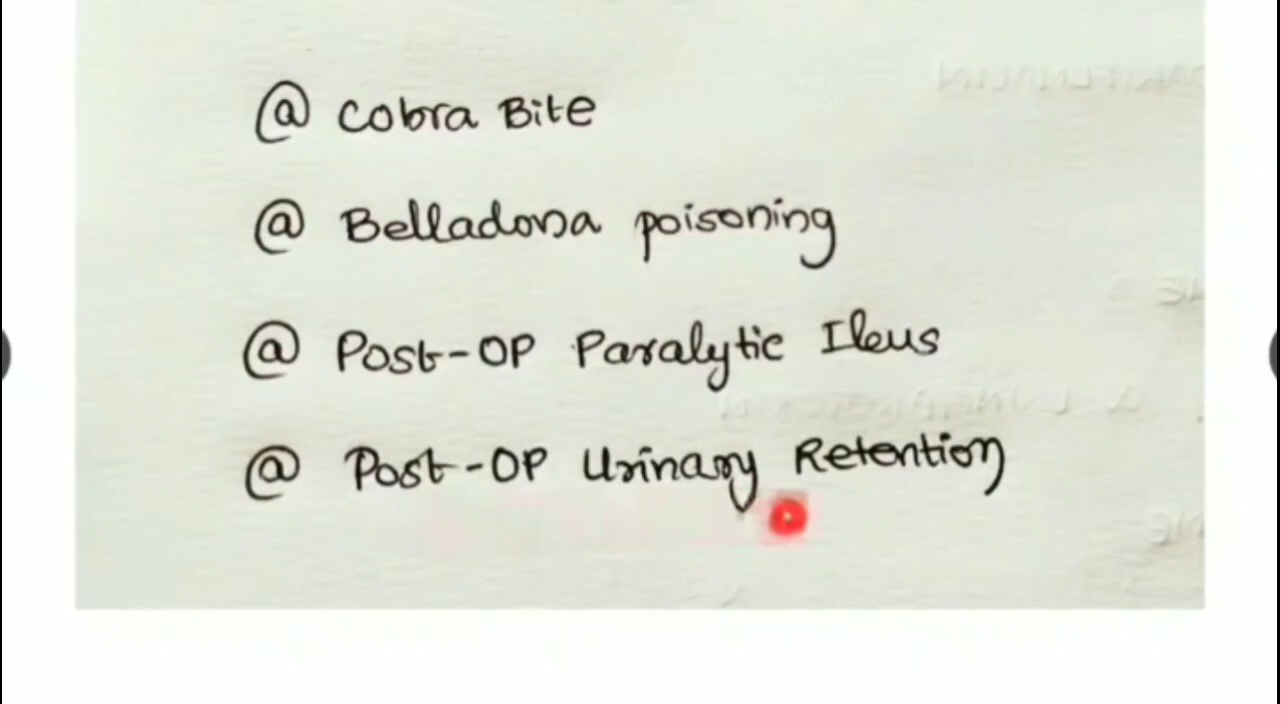 @ Cobra Bite
@ Belladona poisoning
@ Post-OP Paralytic Ileus
@ Post-OP Urinary Retention